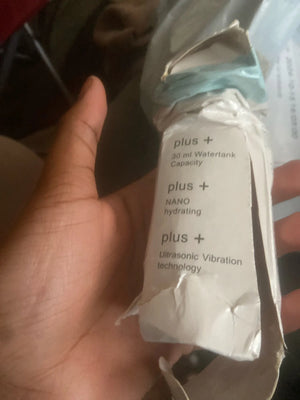 plus +
30 ml Watertank
Capacity
plus +
NANO
hydrating
plus +
Ultrasonic Vibration
technology